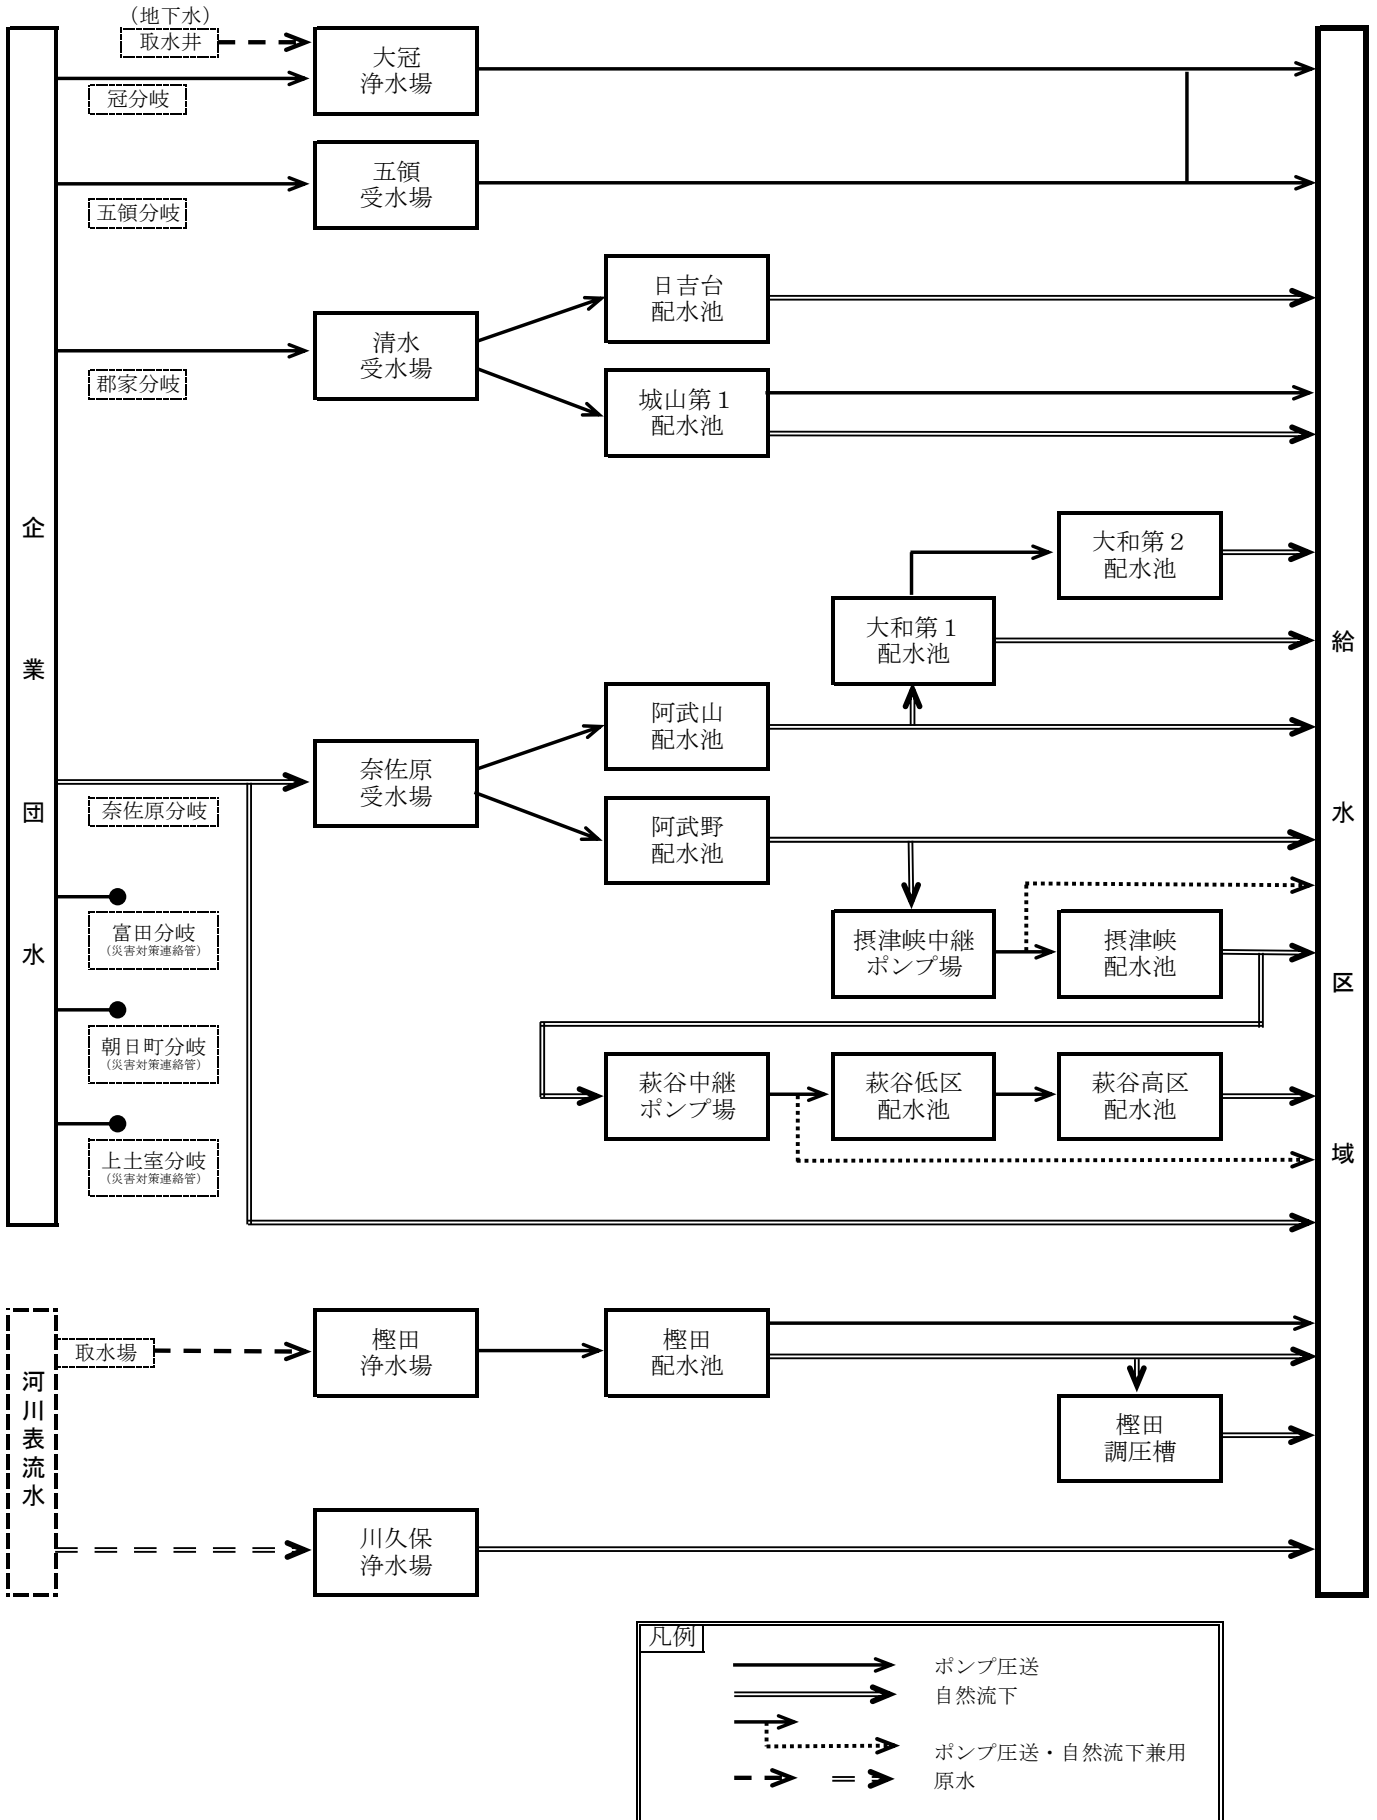 （地下水）
取水井
大冠
浄水場
冠分岐
五領
受水場
五領分岐
日吉台
配水池
清水
受水場
郡家分岐
城山第１
配水池
企業団水
給水区域
大和第２
配水池
大和第１
配水池
阿武山
配水池
奈佐原
受水場
奈佐原分岐
阿武野
配水池
富田分岐
（災害対策連絡管）
摂津峡中継
ポンプ場
摂津峡
配水池
朝日町分岐
（災害対策連絡管）
萩谷中継
ポンプ場
萩谷低区
配水池
萩谷高区
配水池
上土室分岐
（災害対策連絡管）
河川表流水
取水場
樫田
浄水場
樫田
配水池
樫田
調圧槽
川久保
浄水場
凡例
ポンプ圧送
自然流下
ポンプ圧送・自然流下兼用
原水